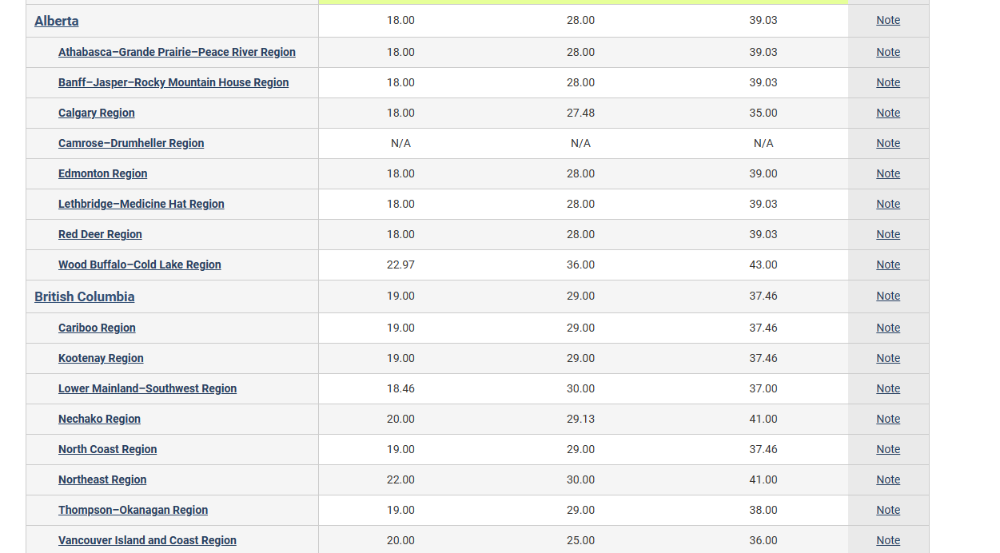 Alberta 18.00 28.00 39.03 Note
Athabasca–Grande Prairie–Peace River Region 18.00 28.00 39.03 Note
Banff–Jasper–Rocky Mountain House Region 18.00 28.00 39.03 Note
Calgary Region 18.00 27.48 35.00 Note
Camrose–Drumheller Region N/A N/A N/A Note
Edmonton Region 18.00 28.00 39.00 Note
Lethbridge–Medicine Hat Region 18.00 28.00 39.03 Note
Red Deer Region 18.00 28.00 39.03 Note
Wood Buffalo–Cold Lake Region 22.97 36.00 43.00 Note
British Columbia 19.00 29.00 37.46 Note
Cariboo Region 19.00 29.00 37.46 Note
Kootenay Region 19.00 29.00 37.46 Note
Lower Mainland–Southwest Region 18.46 30.00 37.00 Note
Nechako Region 20.00 29.13 41.00 Note
North Coast Region 19.00 29.00 37.46 Note
Northeast Region 22.00 30.00 41.00 Note
Thompson–Okanagan Region 19.00 29.00 38.00 Note
Vancouver Island and Coast Region 20.00 25.00 36.00 Note